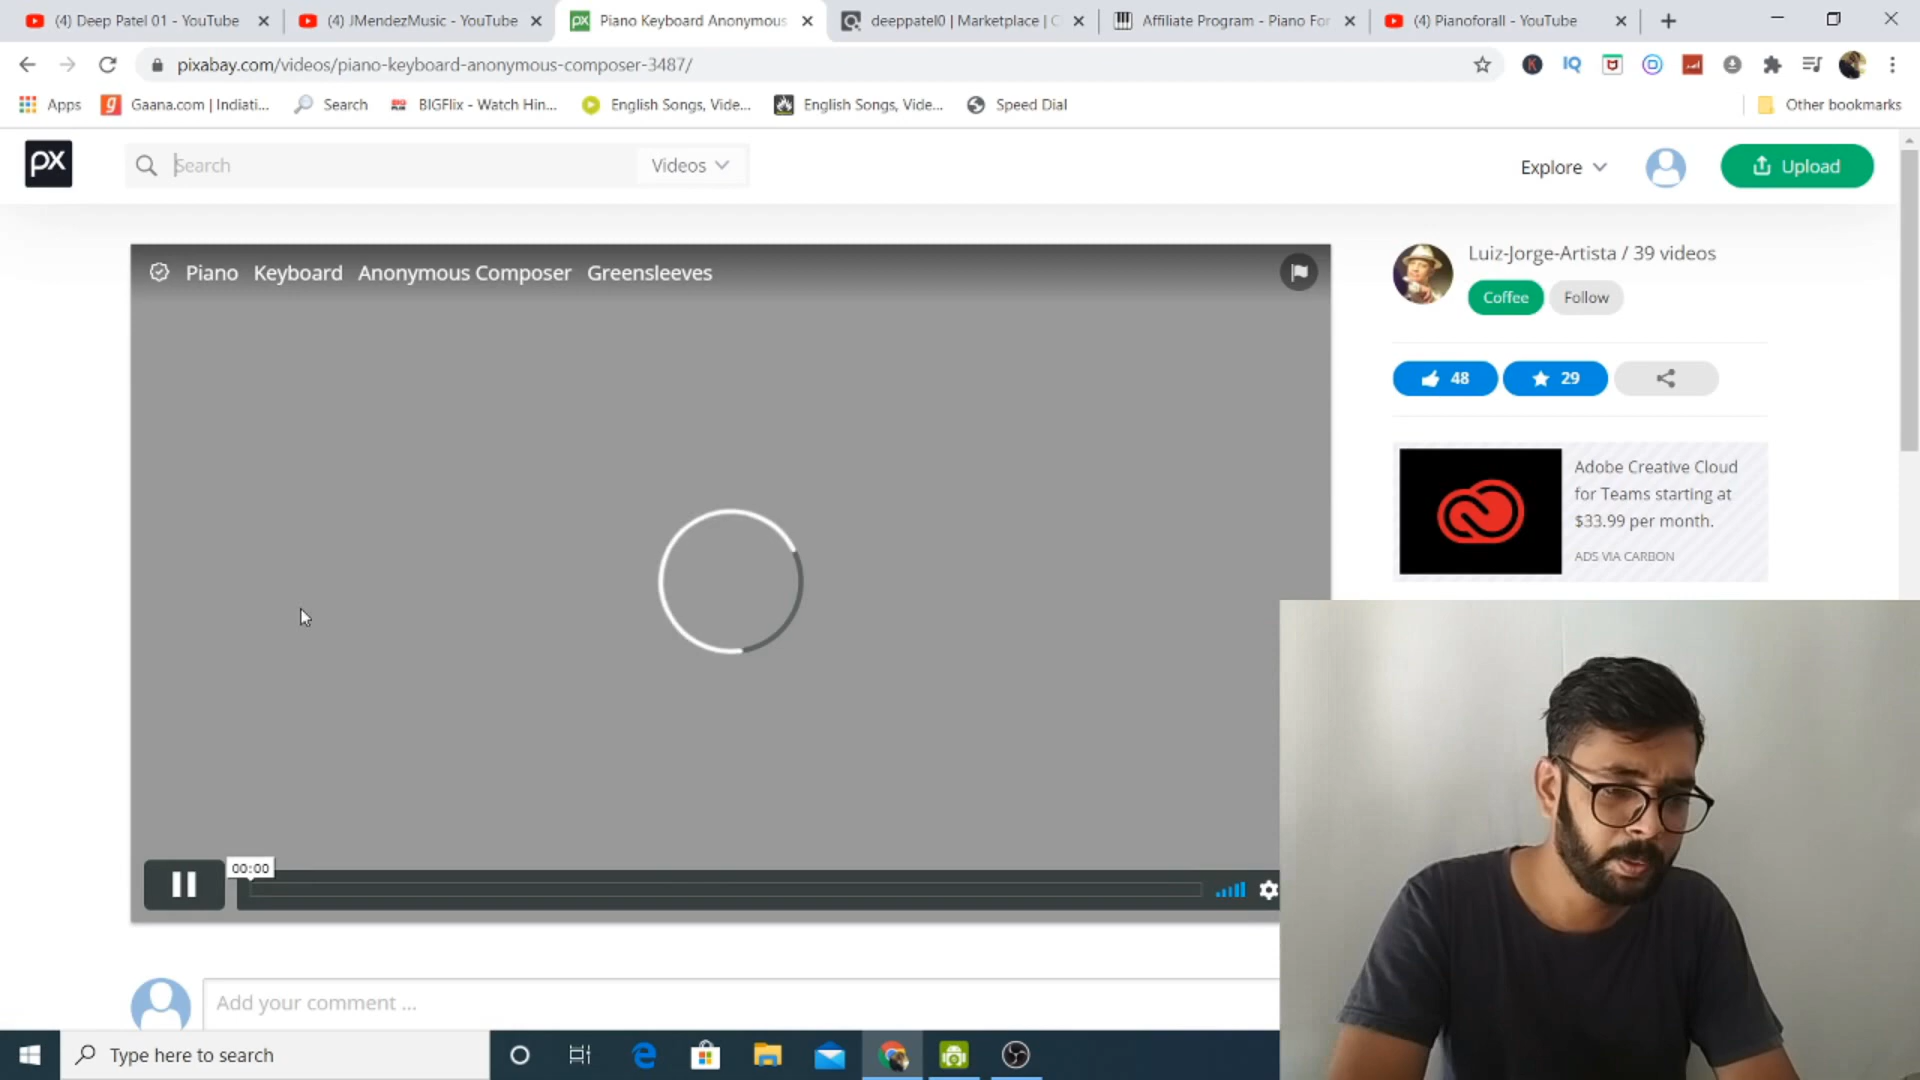 (4) Deep Patel 01 - YouTube
(4) JMendezMusic - YouTube
Piano Keyboard Anonymous
deeppatel0 | Marketplace | C
Affiliate Program - Piano For
(4) Pianoforall - YouTube
pixabay.com/videos/piano-keyboard-anonymous-composer-3487/
Apps
Gaana.com | Indiati...
Search
BIGFlix - Watch Hin...
English Songs, Vide...
English Songs, Vide...
Speed Dial
Other bookmarks
px
Search
Videos
Explore
Upload
Piano Keyboard Anonymous Composer Greensleeves
Luiz-Jorge-Artista / 39 videos
Coffee
Follow
48
29
Adobe Creative Cloud
for Teams starting at
$33.99 per month.
ADS VIA CARBON
00:00
Add your comment ...
Type here to search